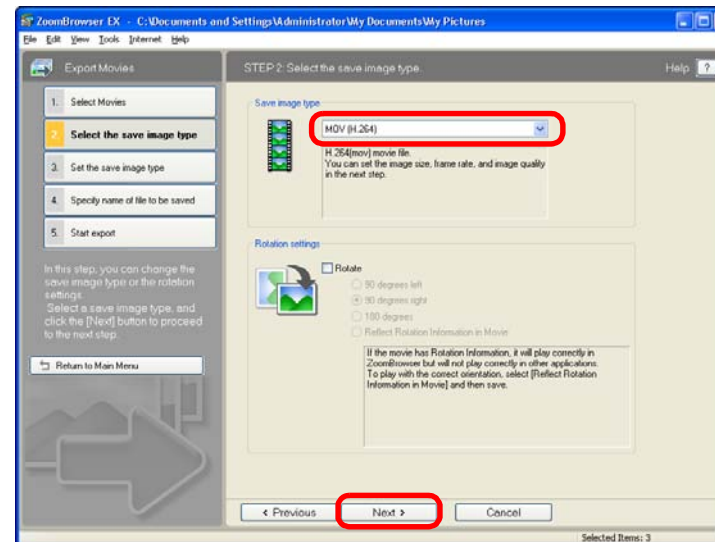 ZoomBrowser EX - C:\Documents and Settings\Administrator\My Documents\My Pictures
File Edit View Tools Internet Help
Export Movies
STEP 2: Select the save image type.
Help ?
1. Select Movies
2. Select the save image type
3. Set the save image type
4. Specify name of file to be saved
5. Start export
In this step, you can change the
save image type or the rotation
settings.
Select a save image type, and
click the [Next] button to proceed
to the next step.
Return to Main Menu
Save image type
MOV (H.264)
H.264[mov] movie file.
You can set the image size, frame rate, and image quality
in the next step.
Rotation settings
Rotate
90 degrees left
90 degrees right
180 degrees
Reflect Rotation Information in Movie
If the movie has Rotation Information, it will play correctly in
ZoomBrowser but will not play correctly in other applications.
To play with the correct orientation, select [Reflect Rotation
Information in Movie] and then save.
< Previous
Next >
Cancel
Selected Items: 3